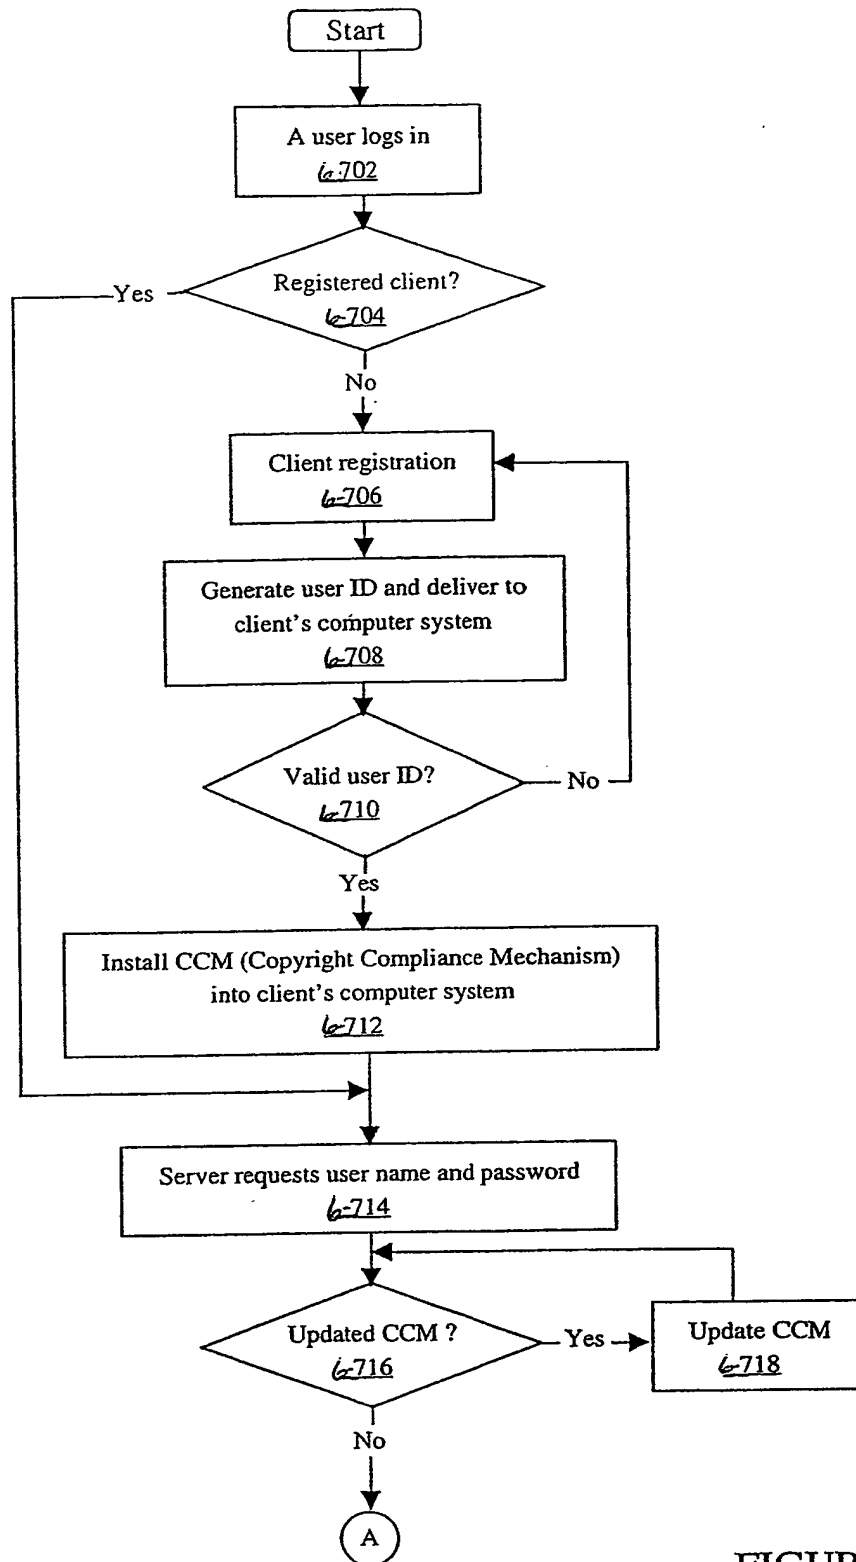 Start
A user logs in
6-702
Registered client?
6-704
Yes
No
Client registration
6-706
Generate user ID and deliver to
client's computer system
6-708
Valid user ID?
6-710
No
Yes
Install CCM (Copyright Compliance Mechanism)
into client's computer system
6-712
Server requests user name and password
6-714
Updated CCM ?
6-716
Yes
Update CCM
6-718
No
A